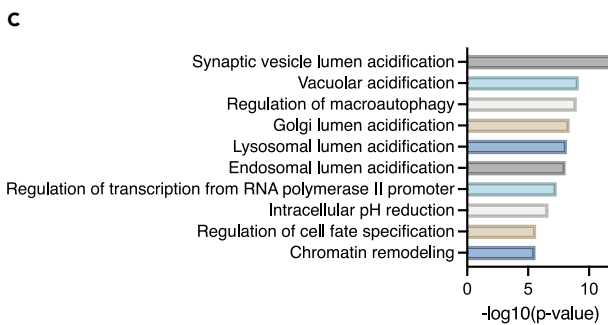 C
Synaptic vesicle lumen acidification
Vacuolar acidification
Regulation of macroautophagy
Golgi lumen acidification
Lysosomal lumen acidification
Endosomal lumen acidification
Regulation of transcription from RNA polymerase II promoter
Intracellular pH reduction
Regulation of cell fate specification
Chromatin remodeling
0 5 10
-log10(p-value)